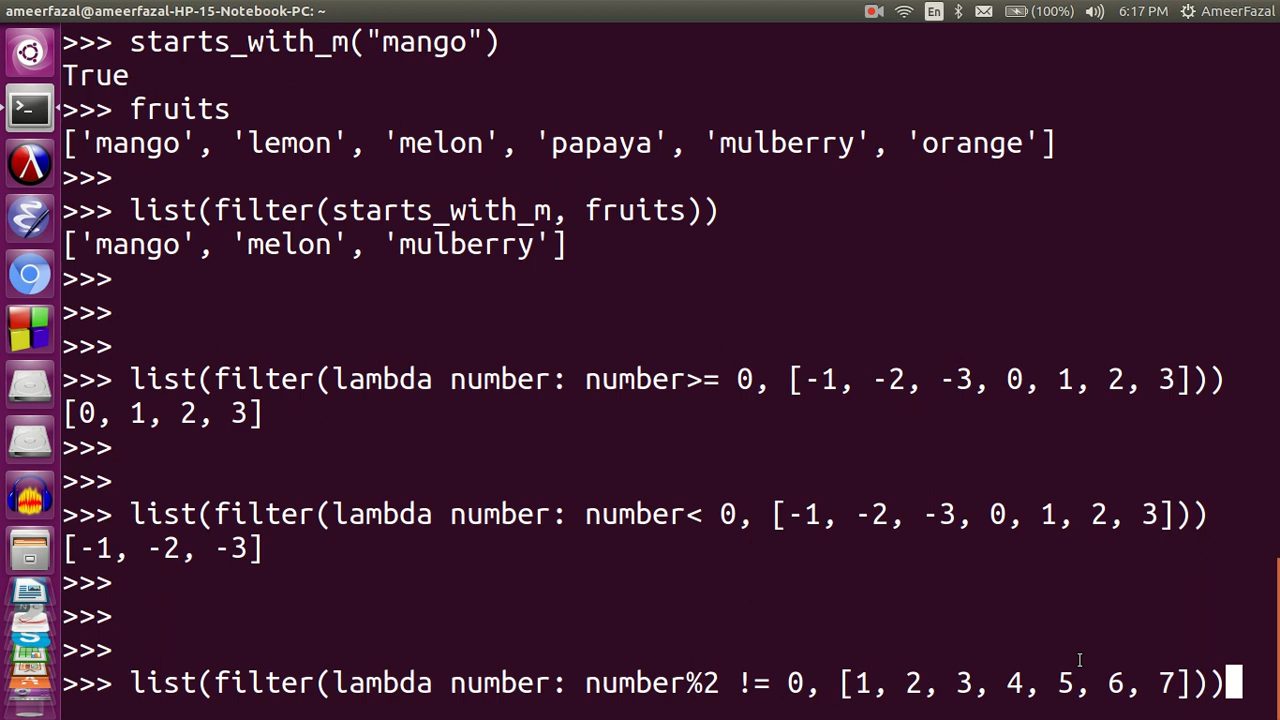 ameerfazal@ameerfazal-HP-15-Notebook-PC: ~ En (100%) 6:17 PM AmeerFazal
>>> starts_with_m("mango")
True
>>> fruits
['mango', 'lemon', 'melon', 'papaya', 'mulberry', 'orange']
>>>
>>> list(filter(starts_with_m, fruits))
['mango', 'melon', 'mulberry']
>>>
>>>
>>>
>>> list(filter(lambda number: number>= 0, [-1, -2, -3, 0, 1, 2, 3]))
[0, 1, 2, 3]
>>>
>>>
>>> list(filter(lambda number: number< 0, [-1, -2, -3, 0, 1, 2, 3]))
[-1, -2, -3]
>>>
>>>
>>>
>>> list(filter(lambda number: number%2 != 0, [1, 2, 3, 4, 5, 6, 7]))